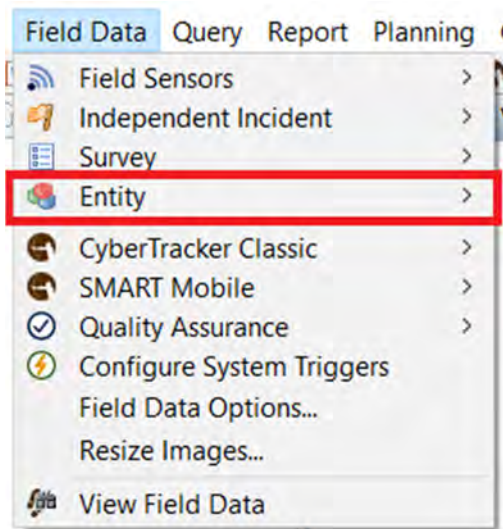 Field Data Query Report Planning
Field Sensors
Independent Incident
Survey
Entity
CyberTracker Classic
SMART Mobile
Quality Assurance
Configure System Triggers
Field Data Options...
Resize Images...
View Field Data